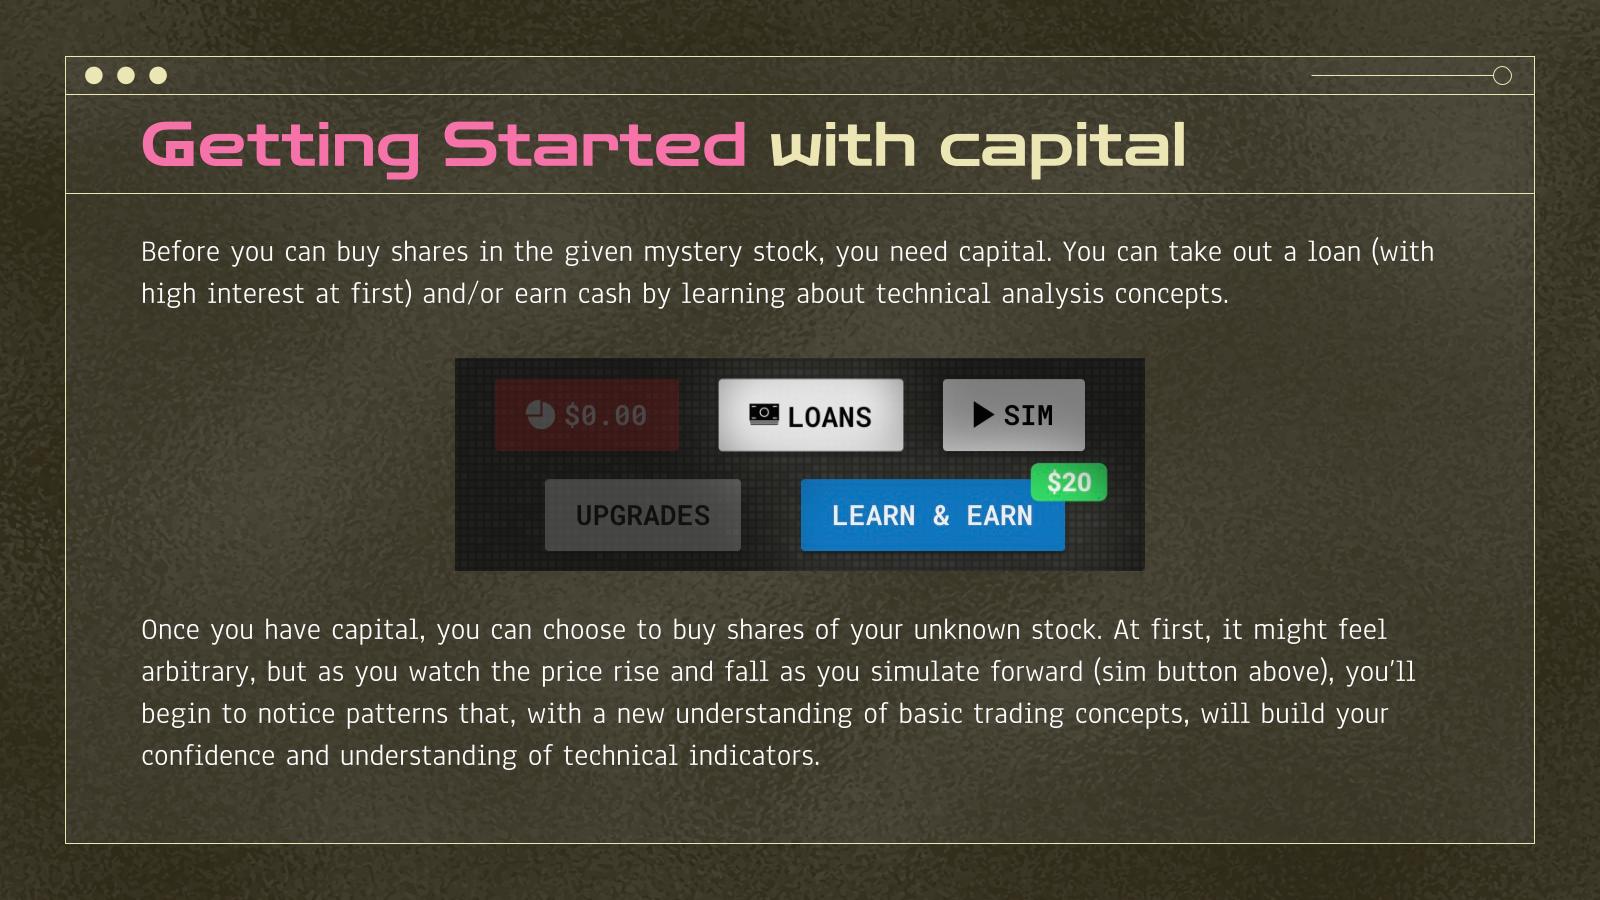 Getting Started with capital
Before you can buy shares in the given mystery stock, you need capital. You can take out a loan (with
high interest at first) and/or earn cash by learning about technical analysis concepts.
$0.00
LOANS
SIM
UPGRADES
LEARN & EARN
$20
Once you have capital, you can choose to buy shares of your unknown stock. At first, it might feel
arbitrary, but as you watch the price rise and fall as you simulate forward (sim button above), you'll
begin to notice patterns that, with a new understanding of basic trading concepts, will build your
confidence and understanding of technical indicators.